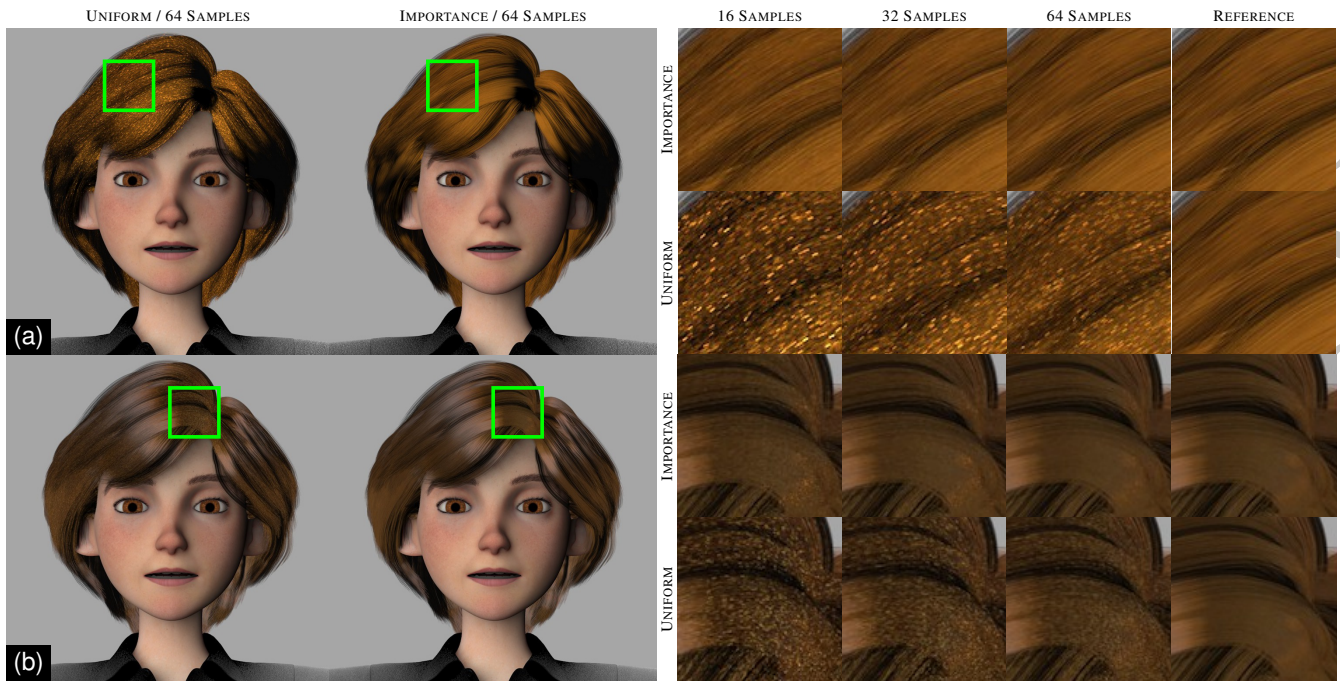 UNIFORM / 64 SAMPLES
IMPORTANCE / 64 SAMPLES
16 SAMPLES
32 SAMPLES
64 SAMPLES
REFERENCE
IMPORTANCE
UNIFORM
(a)
IMPORTANCE
UNIFORM
(b)